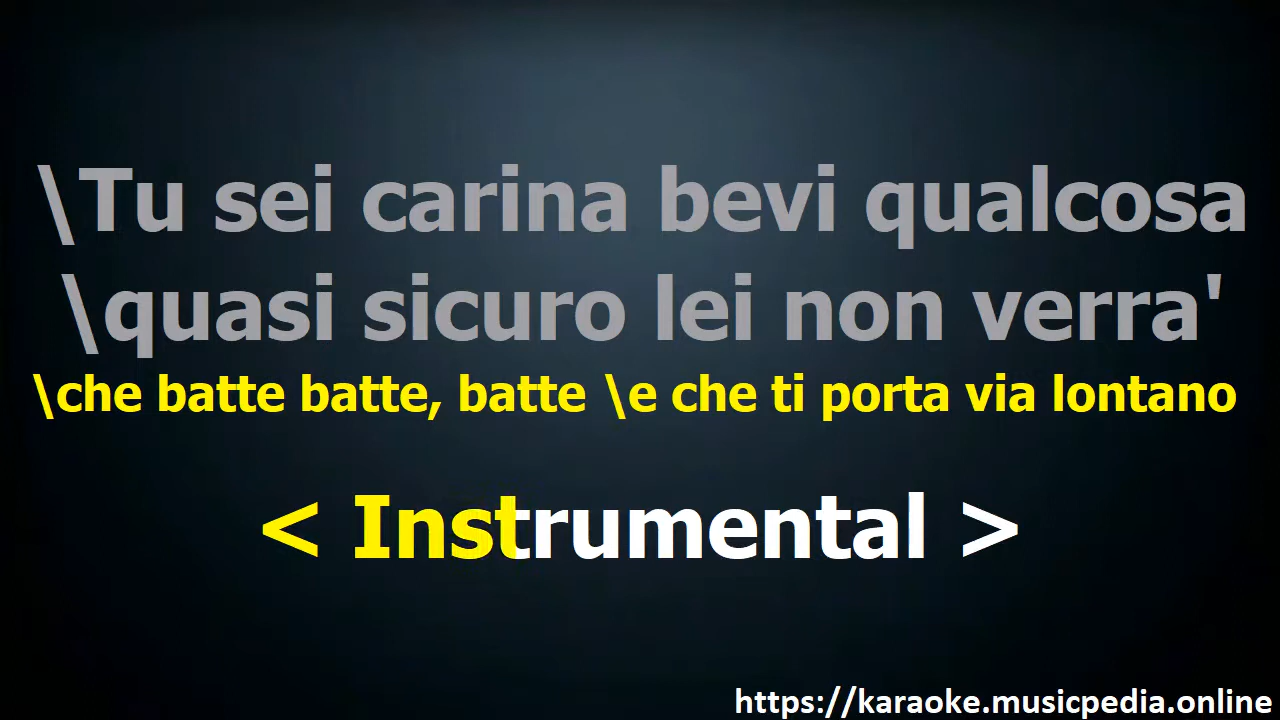 \Tu sei carina bevi qualcosa
\quasi sicuro lei non verra'
\che batte batte, batte \e che ti porta via lontano
< Instrumental >
https://karaoke.musicpedia.online